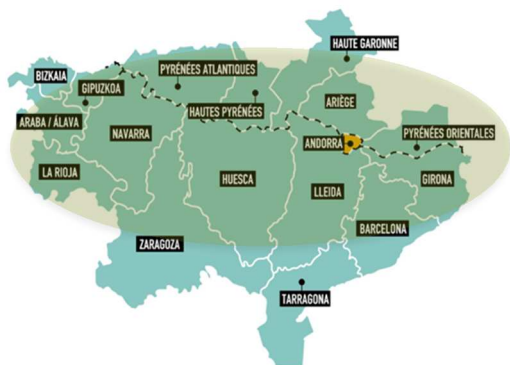 HAUTE GARONNE
PYRÉNÉES ATLANTIQUES
BIZKAIA
GIPUZKOA
ARIÈGE
HAUTES PYRÉNÉES
ARABA / ÁLAVA
NAVARRA
ANDORRA
PYRÉNÉES ORIENTALES
LA RIOJA
HUESCA
LLEIDA
GIRONA
BARCELONA
ZARAGOZA
TARRAGONA